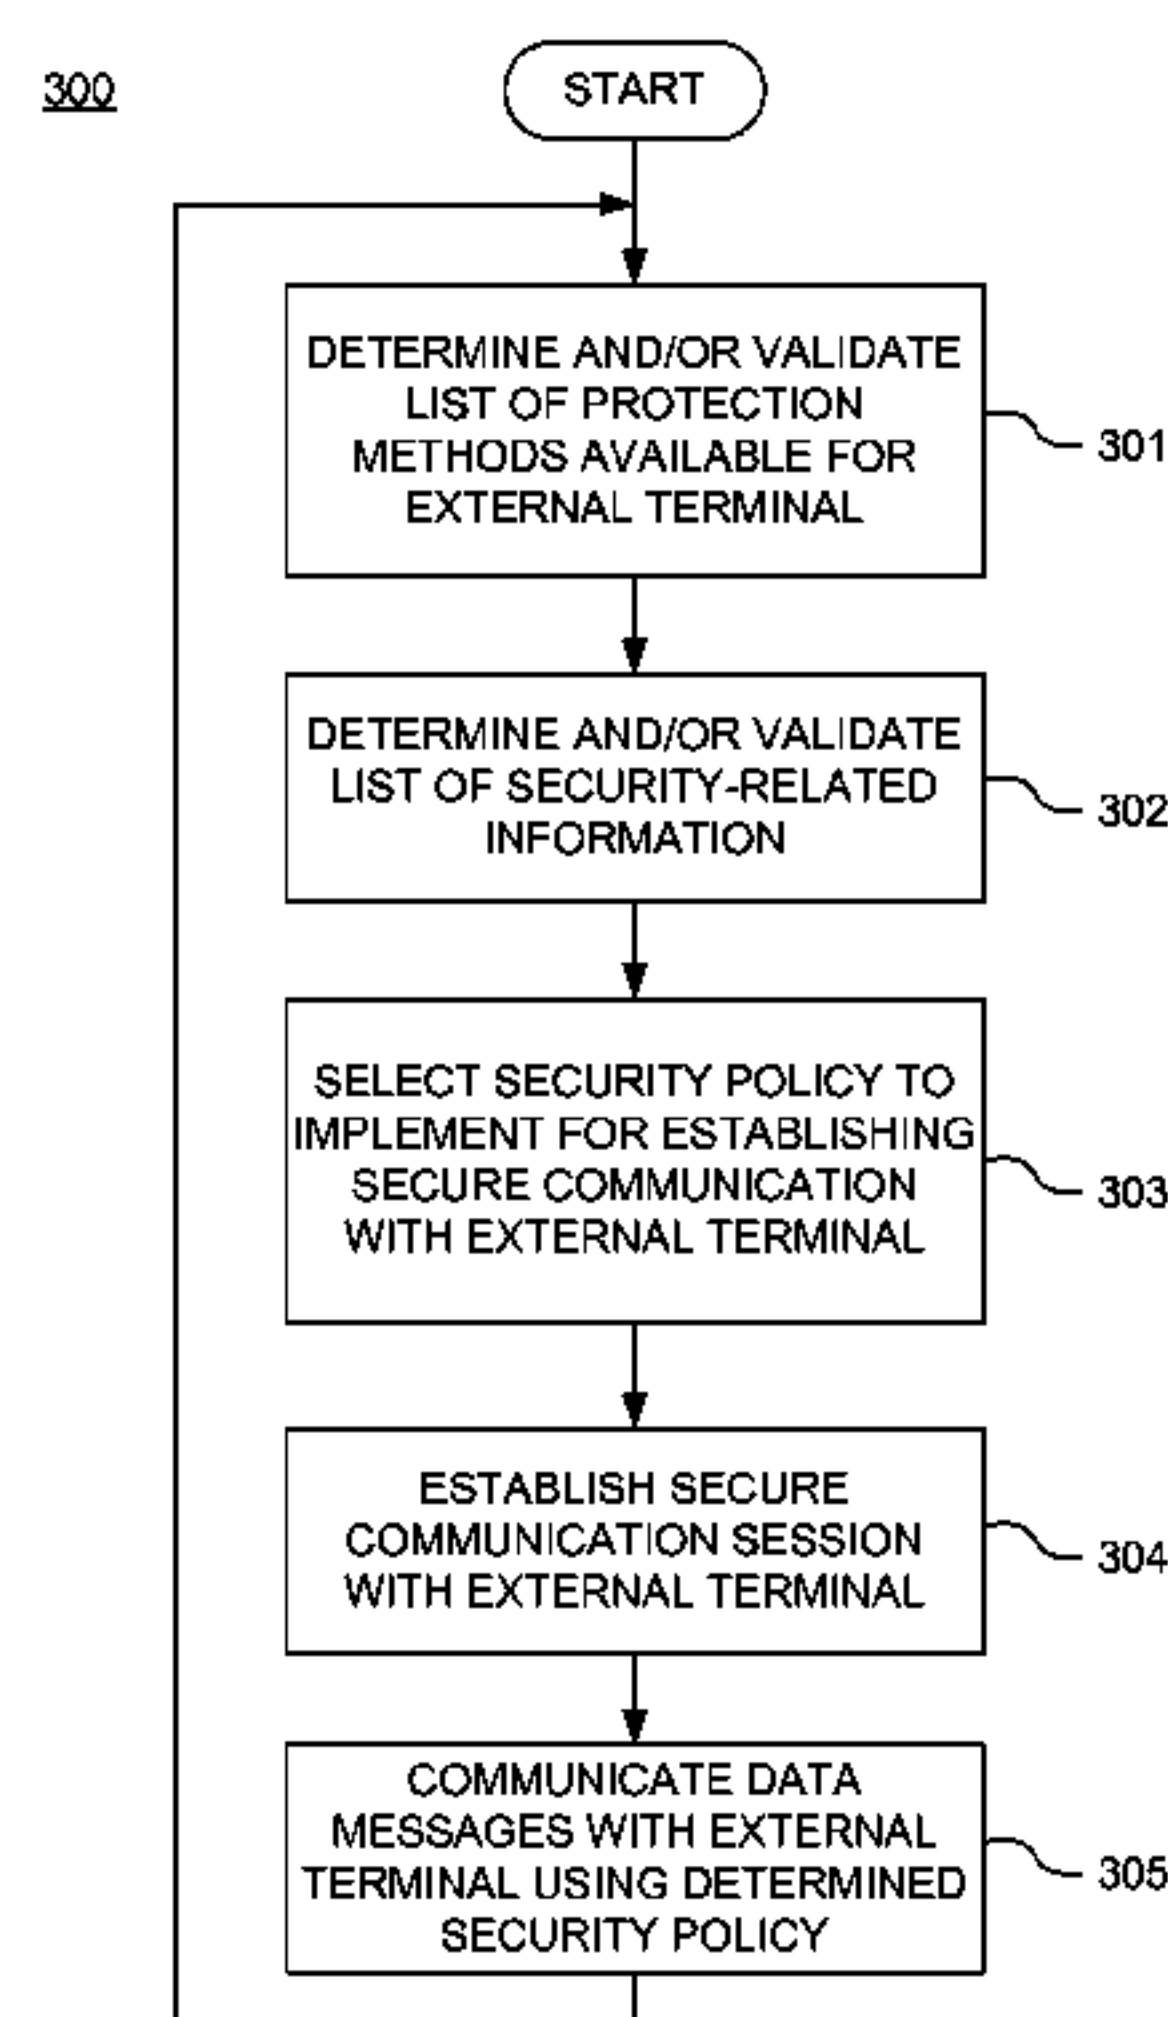 300
START
DETERMINE AND/OR VALIDATE
LIST OF PROTECTION
METHODS AVAILABLE FOR
EXTERNAL TERMINAL
301
DETERMINE AND/OR VALIDATE
LIST OF SECURITY-RELATED
INFORMATION
302
SELECT SECURITY POLICY TO
IMPLEMENT FOR ESTABLISHING
SECURE COMMUNICATION
WITH EXTERNAL TERMINAL
303
ESTABLISH SECURE
COMMUNICATION SESSION
WITH EXTERNAL TERMINAL
304
COMMUNICATE DATA
MESSAGES WITH EXTERNAL
TERMINAL USING DETERMINED
SECURITY POLICY
305